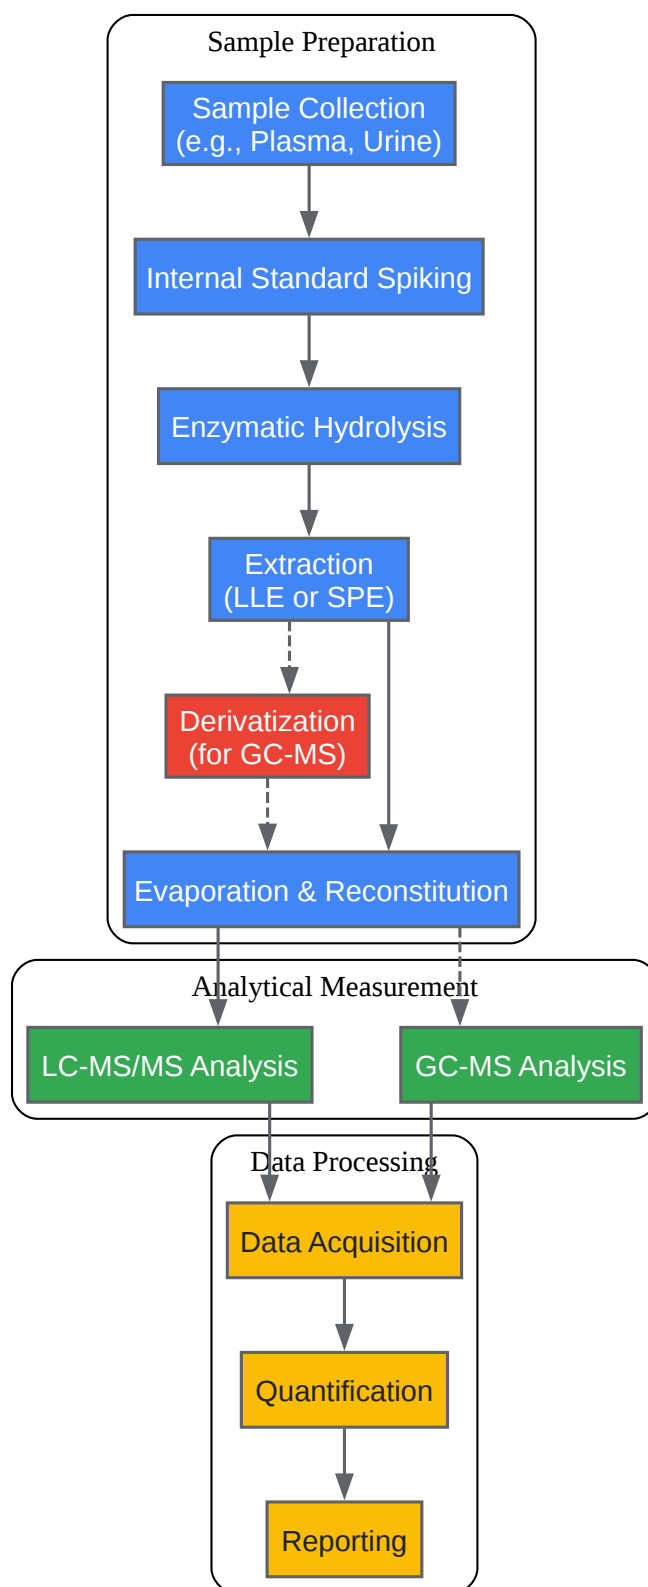 Sample Preparation
Sample Collection
(e.g., Plasma, Urine)
Internal Standard Spiking
Enzymatic Hydrolysis
Extraction
(LLE or SPE)
Derivatization
(for GC-MS)
Evaporation & Reconstitution
Analytical Measurement
LC-MS/MS Analysis
GC-MS Analysis
Data Processing
Data Acquisition
Quantification
Reporting